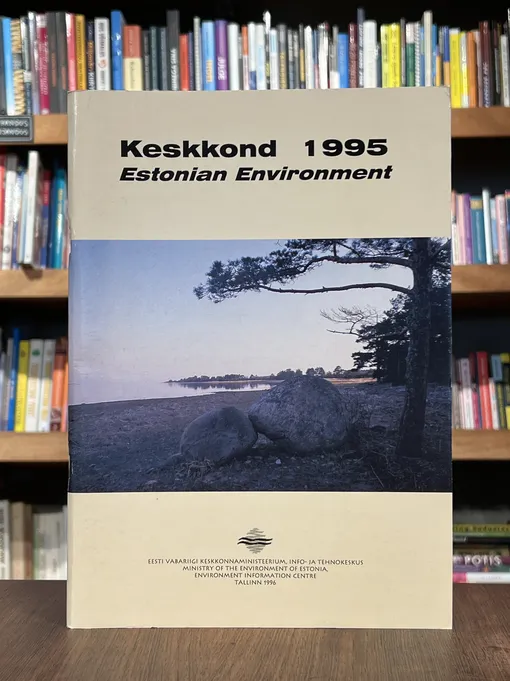 Keskkond 1995
Estonian Environment
EESTI VABARIIGI KESKKONNAMINISTEERIUM, INFO- JA TEHNOKESKUS
MINISTRY OF THE ENVIRONMENT OF ESTONIA,
ENVIRONMENT INFORMATION CENTRE
TALLINN 1996